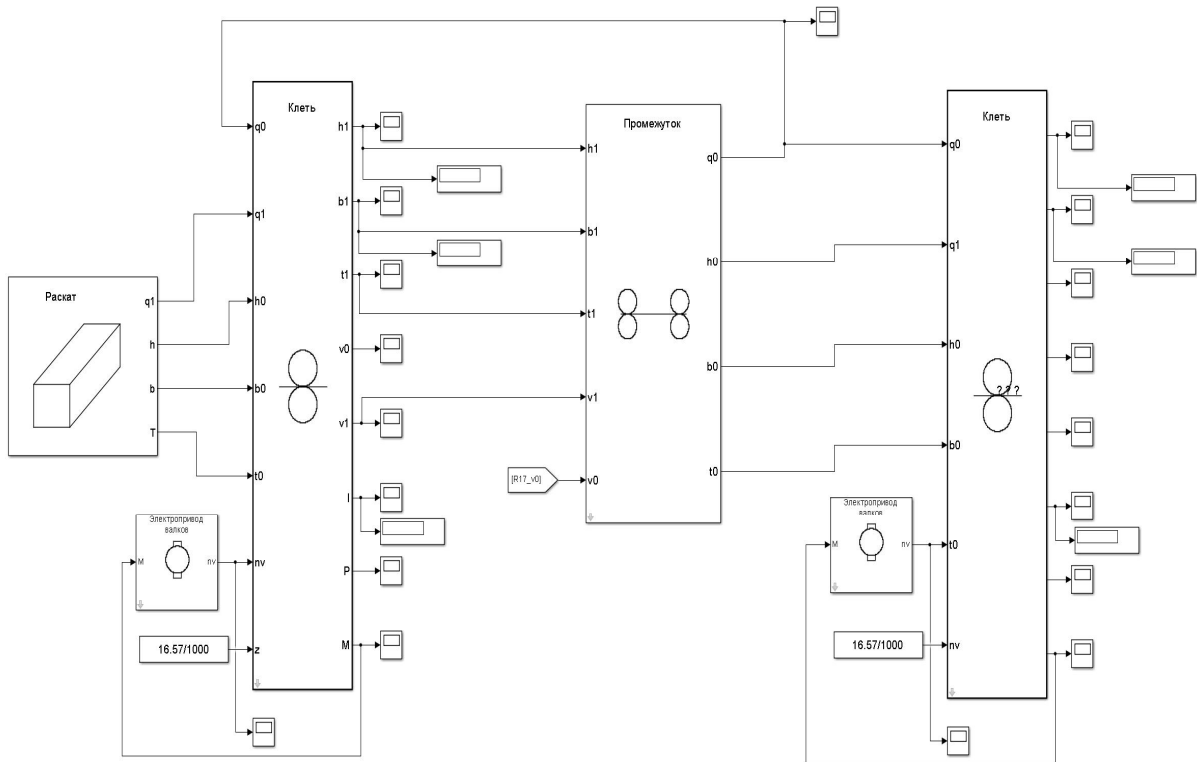 Раскат
q1
h
b
T
Клеть
q0
q1
h0
b0
t0
nv
z
h1
b1
t1
v0
v1
I
P
M
Электропривод
валков
M
nv
16.57/1000
Промежуток
h1
b1
t1
v1
v0
q0
h0
b0
t0
[R17_v0]
Клеть
q0
q1
h0
b0
t0
nv
? ? ?
Электропривод
валков
M
nv
16.57/1000